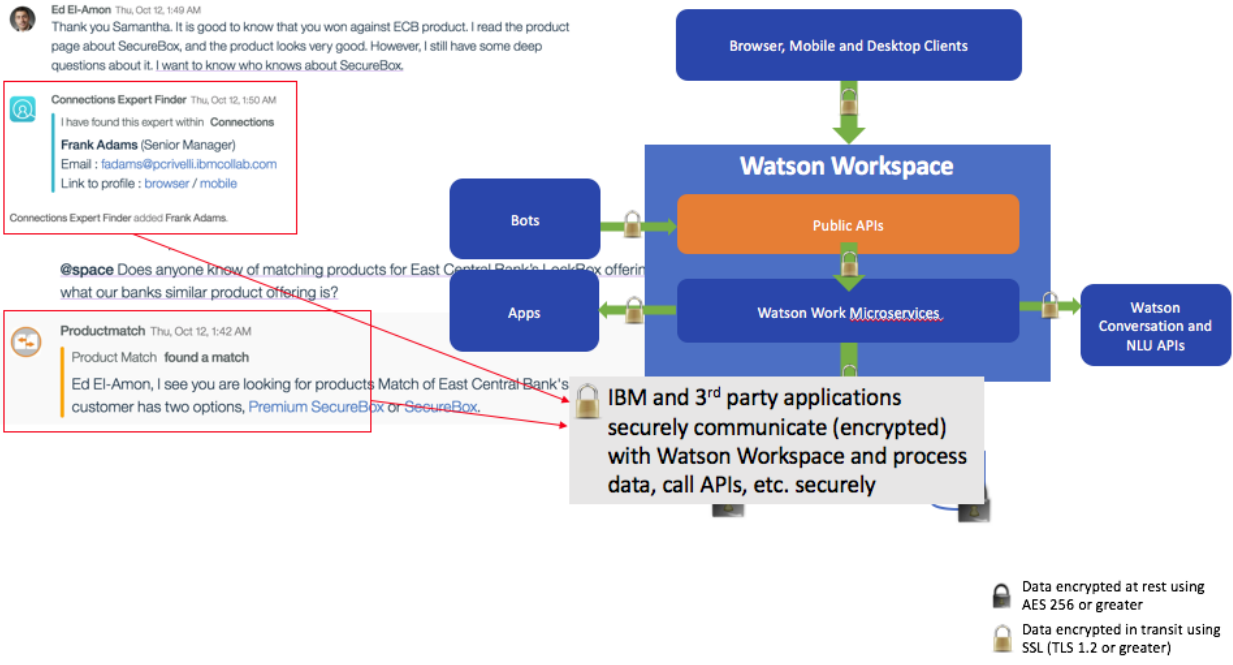 Ed El-Amon Thu, Oct 12, 1:49 AM
Thank you Samantha. It is good to know that you won against ECB product. I read the product
page about SecureBox, and the product looks very good. However, I still have some deep
questions about it. I want to know who knows about SecureBox.
Connections Expert Finder Thu, Oct 12, 1:50 AM
I have found this expert within Connections
Frank Adams (Senior Manager)
Email : fadams@pcrivelli.ibmcollab.com
Link to profile : browser / mobile
Connections Expert Finder added Frank Adams.
@space Does anyone know of matching products for East Central Bank's LockBox offerin
what our banks similar product offering is?
Productmatch Thu, Oct 12, 1:42 AM
Product Match found a match
Ed El-Amon, I see you are looking for products Match of East Central Bank's
customer has two options, Premium SecureBox or SecureBox.
Browser, Mobile and Desktop Clients
Watson Workspace
Bots
Public APIs
Apps
Watson Work Microservices
Watson
Conversation and
NLU APIs
IBM and 3rd party applications
securely communicate (encrypted)
with Watson Workspace and process
data, call APIs, etc. securely
Data encrypted at rest using
AES 256 or greater
Data encrypted in transit using
SSL (TLS 1.2 or greater)